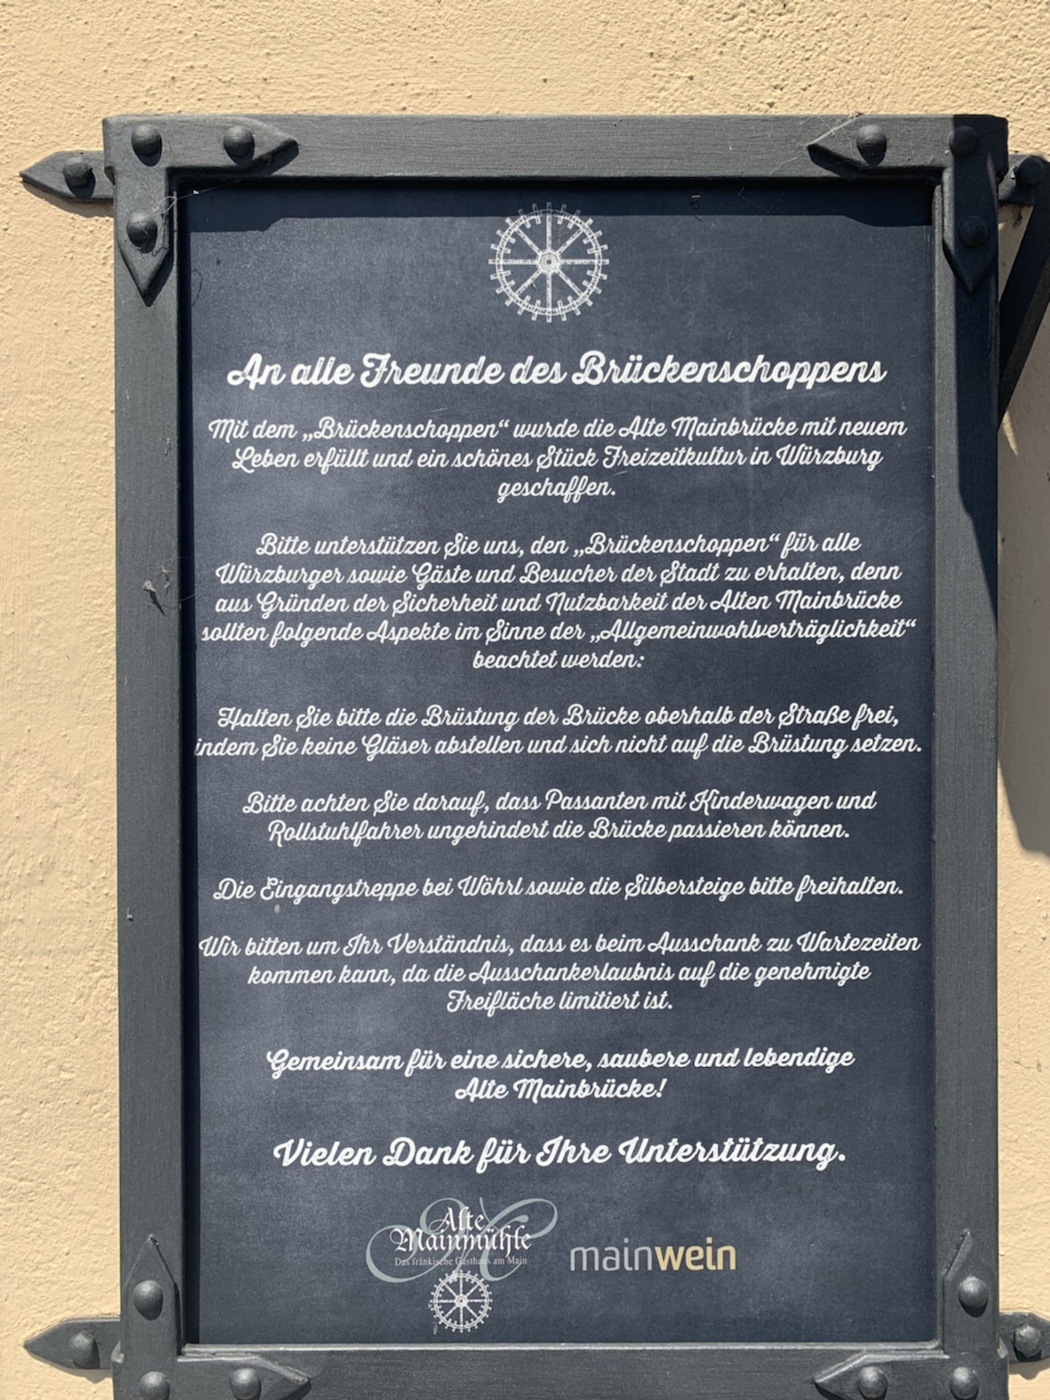 An alle Freunde des Brückenschoppens
Mit dem „Brückenschoppen“ wurde die Alte Mainbrücke mit neuem
Leben erfüllt und ein schönes Stück Freizeitkultur in Würzburg
geschaffen.
Bitte unterstützen Sie uns, den „Brückenschoppen“ für alle
Würzburger sowie Gäste und Besucher der Stadt zu erhalten, denn
aus Gründen der Sicherheit und Nutzbarkeit der Alten Mainbrücke
sollten folgende Aspekte im Sinne der „Allgemeinwohlverträglichkeit“
beachtet werden:
Halten Sie bitte die Brüstung der Brücke oberhalb der Straße frei,
indem Sie keine Gläser abstellen und sich nicht auf die Brüstung setzen.
Bitte achten Sie darauf, dass Passanten mit Kinderwagen und
Rollstuhlfahrer ungehindert die Brücke passieren können.
Die Eingangstreppe bei Wöhrl sowie die Silbersteige bitte freihalten.
Wir bitten um Ihr Verständnis, dass es beim Ausschank zu Wartezeiten
kommen kann, da die Ausschankerlaubnis auf die genehmigte
Freifläche limitiert ist.
Gemeinsam für eine sichere, saubere und lebendige
Alte Mainbrücke!
Vielen Dank für Ihre Unterstützung.
Alte
Mainmühle
Das fränkische Gasthaus am Main
mainwein